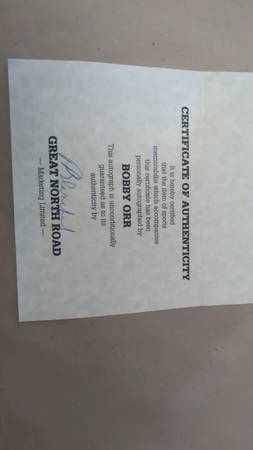 CERTIFICATE OF AUTHENTICITY
It is hereby certified
that the item of sports
memorabilia which accompanies
this certificate has been
personally autographed by
BOBBY ORR
This autograph is unconditionally
guaranteed as to its
authenticity by
GREAT NORTH ROAD
— Marketing Limited —